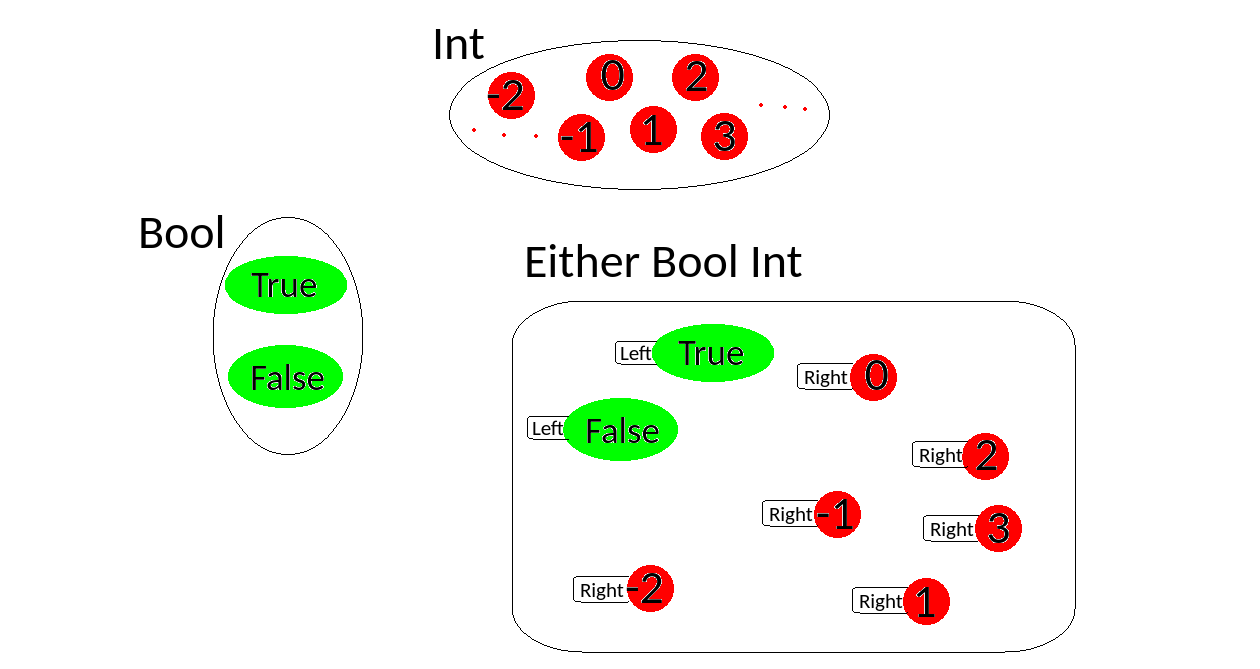 Int
-2
0
2
-1
1
3
Bool
True
False
Either Bool Int
Left True
Right 0
Left False
Right 2
Right -1
Right 3
Right -2
Right 1